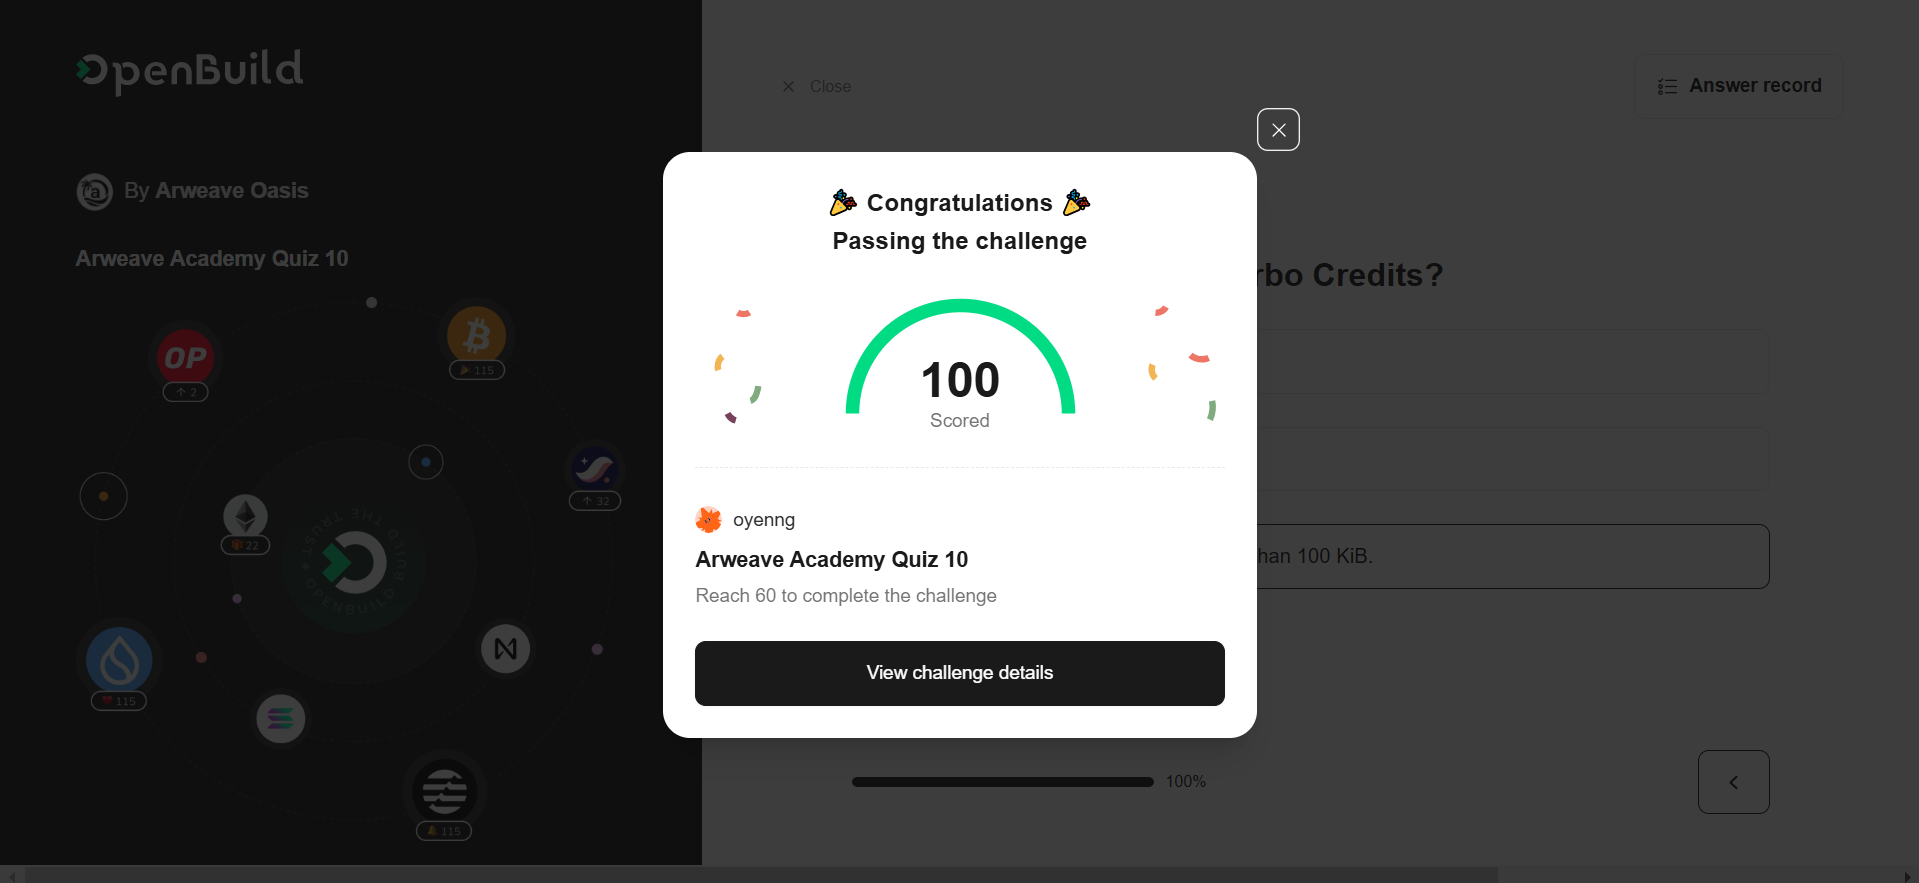 OpenBuild
By Arweave Oasis
Arweave Academy Quiz 10
OP
2
115
32
22
BUILD THE TRUST
OPENBUILD
115
115
Close
Answer record
rbo Credits?
han 100 KiB.
100%
Congratulations
Passing the challenge
100
Scored
oyenng
Arweave Academy Quiz 10
Reach 60 to complete the challenge
View challenge details